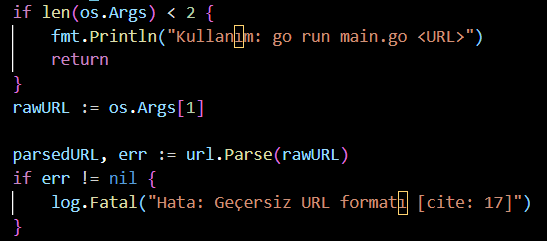 if len(os.Args) < 2 {
fmt.Println("Kullanım: go run main.go <URL>")
return
}
rawURL := os.Args[1]
parsedURL, err := url.Parse(rawURL)
if err != nil {
log.Fatal("Hata: Geçersiz URL formatı [cite: 17]")
}